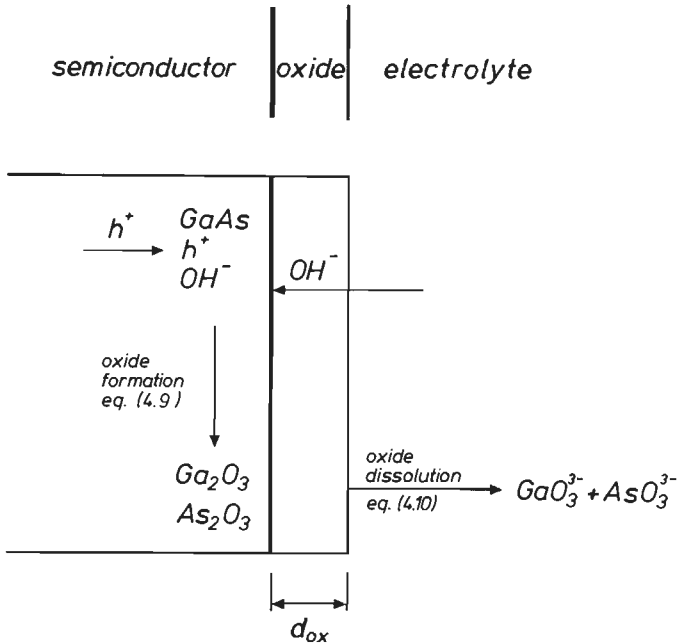 semiconductor oxide electrolyte
h⁺
GaAs
h⁺
OH⁻
OH⁻
oxide
formation
eq. (4.9)
Ga₂O₃
As₂O₃
oxide
dissolution
eq. (4.10)
GaO₃³⁻ + AsO₃³⁻
d_ox